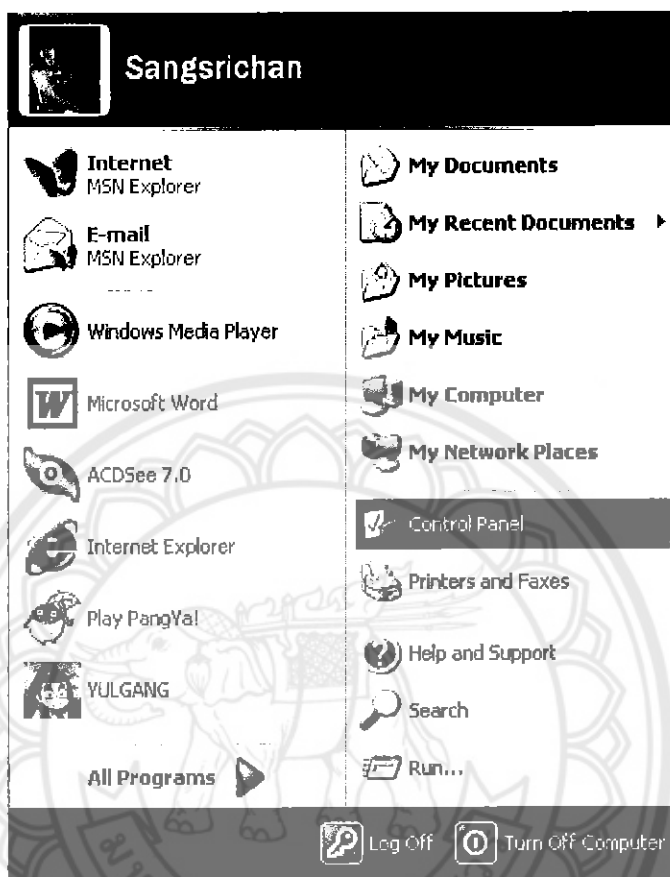 Sangsrichan
Internet
MSN Explorer
E-mail
MSN Explorer
Windows Media Player
Microsoft Word
ACDSee 7.0
Internet Explorer
Play PangYa!
YULGANG
All Programs
My Documents
My Recent Documents
My Pictures
My Music
My Computer
My Network Places
Control Panel
Printers and Faxes
Help and Support
Search
Run...
Log Off
Turn Off Computer